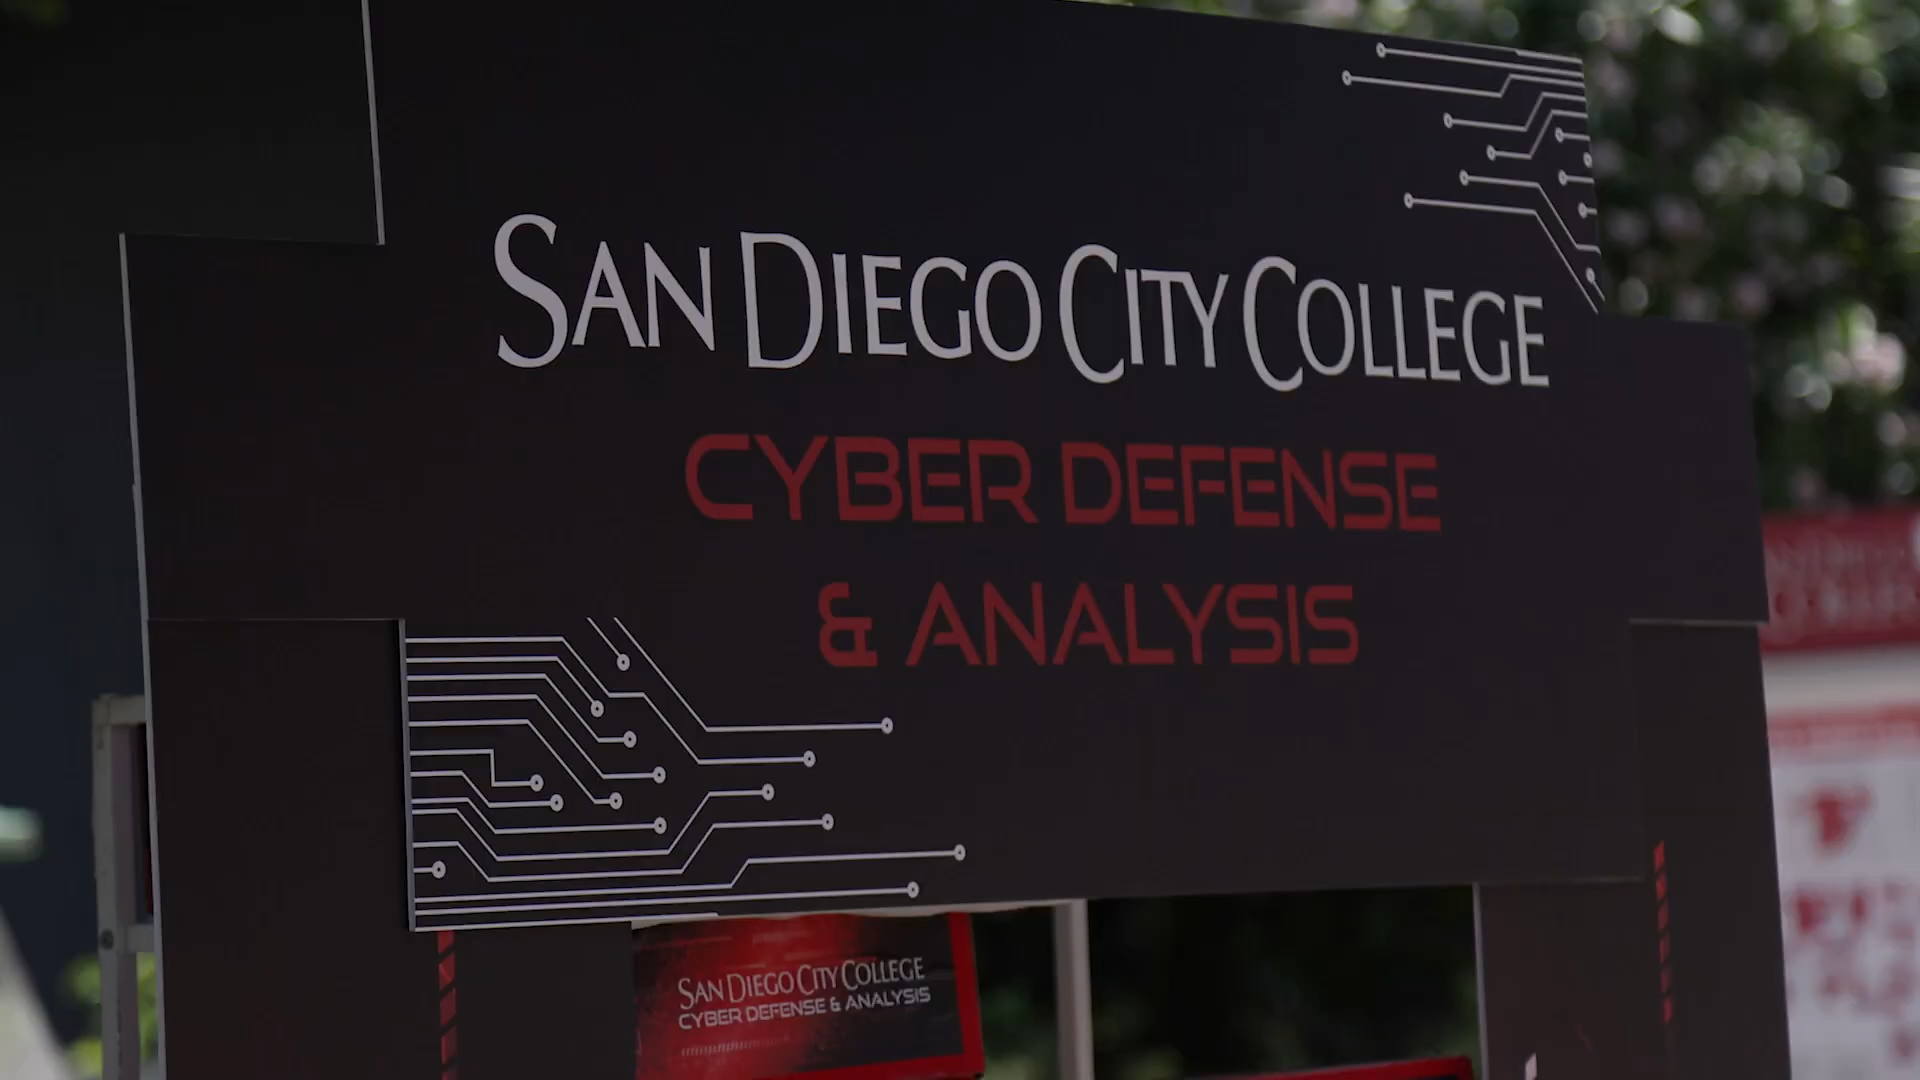 SAN DIEGO CITY COLLEGE
CYBER DEFENSE
& ANALYSIS
SAN DIEGO CITY COLLEGE
CYBER DEFENSE & ANALYSIS